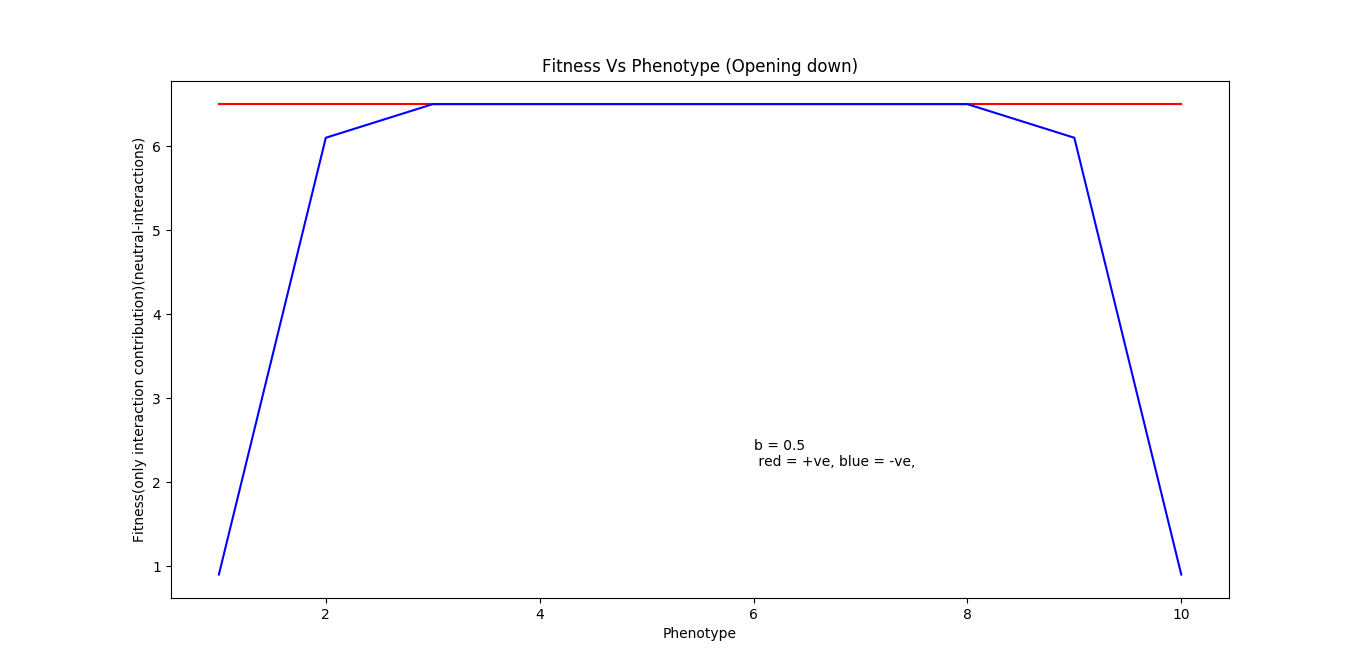 Fitness Vs Phenotype (Opening down)
Fitness(only interaction contribution)(neutral-interactions)
6
5
4
3
2
1
b = 0.5
red = +ve, blue = -ve,
2 4 6 8 10
Phenotype